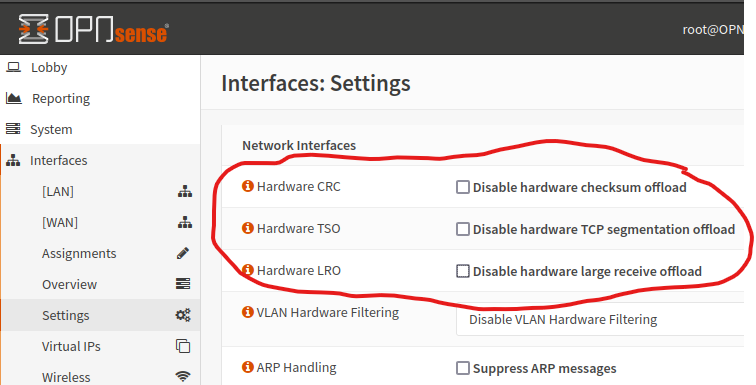 OPNsense®
root@OPN
Lobby
Reporting
System
Interfaces
[LAN]
[WAN]
Assignments
Overview
Settings
Virtual IPs
Wireless
Interfaces: Settings
Network Interfaces
Hardware CRC Disable hardware checksum offload
Hardware TSO Disable hardware TCP segmentation offload
Hardware LRO Disable hardware large receive offload
VLAN Hardware Filtering Disable VLAN Hardware Filtering
ARP Handling Suppress ARP messages